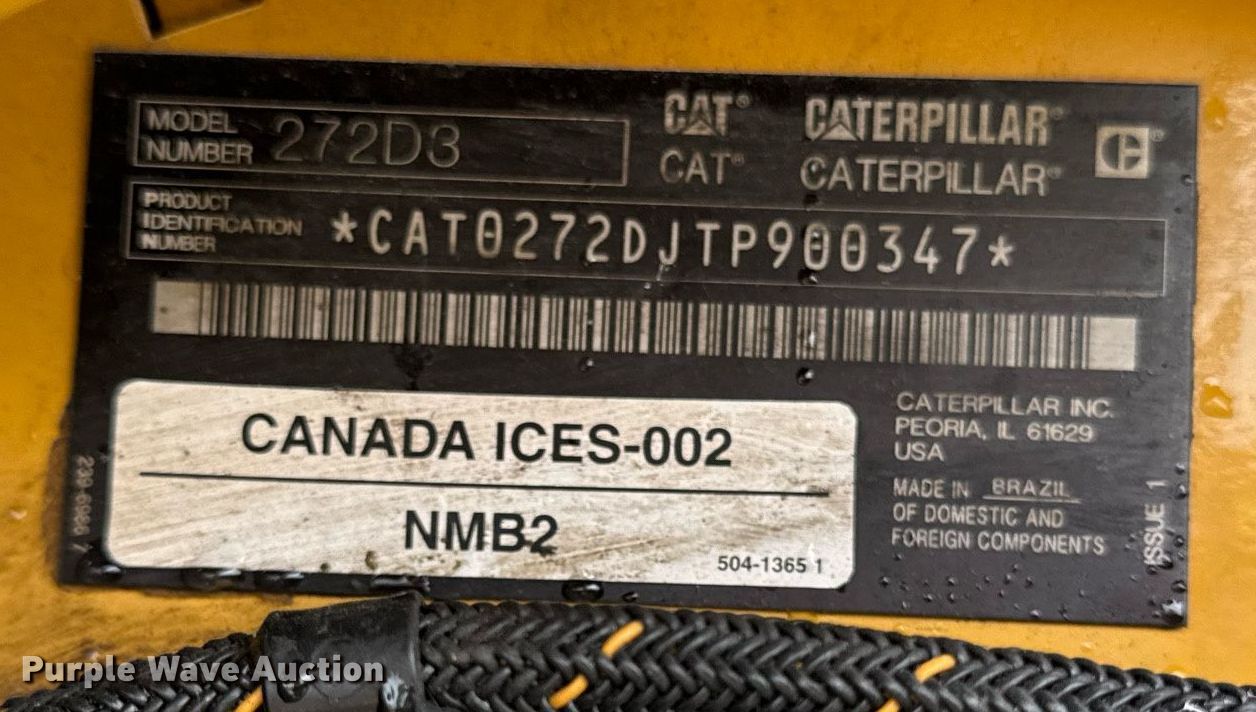 MODEL NUMBER 272D3
CAT® CATERPILLAR®
CAT® CATERPILLAR®
PRODUCT
IDENTIFICATION
NUMBER
*CAT0272DJTP900347*
CANADA ICES-002
NMB2
504-1365 1
CATERPILLAR INC.
PEORIA, IL 61629
USA
MADE IN BRAZIL
OF DOMESTIC AND
FOREIGN COMPONENTS
ISSUE 1
Purple Wave Auction